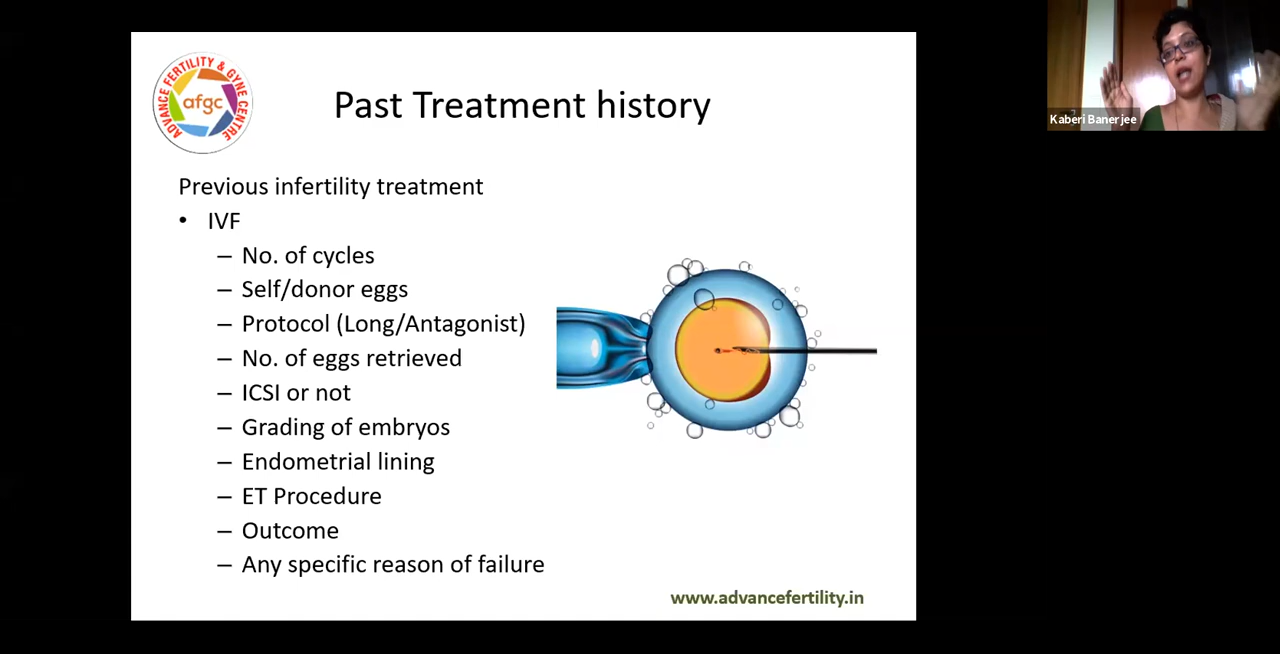 ADVANCE FERTILITY & GYNE CENTRE
afgc
Past Treatment history
Kaberi Banerjee
Previous infertility treatment
• IVF
– No. of cycles
– Self/donor eggs
– Protocol (Long/Antagonist)
– No. of eggs retrieved
– ICSI or not
– Grading of embryos
– Endometrial lining
– ET Procedure
– Outcome
– Any specific reason of failure
www.advancefertility.in